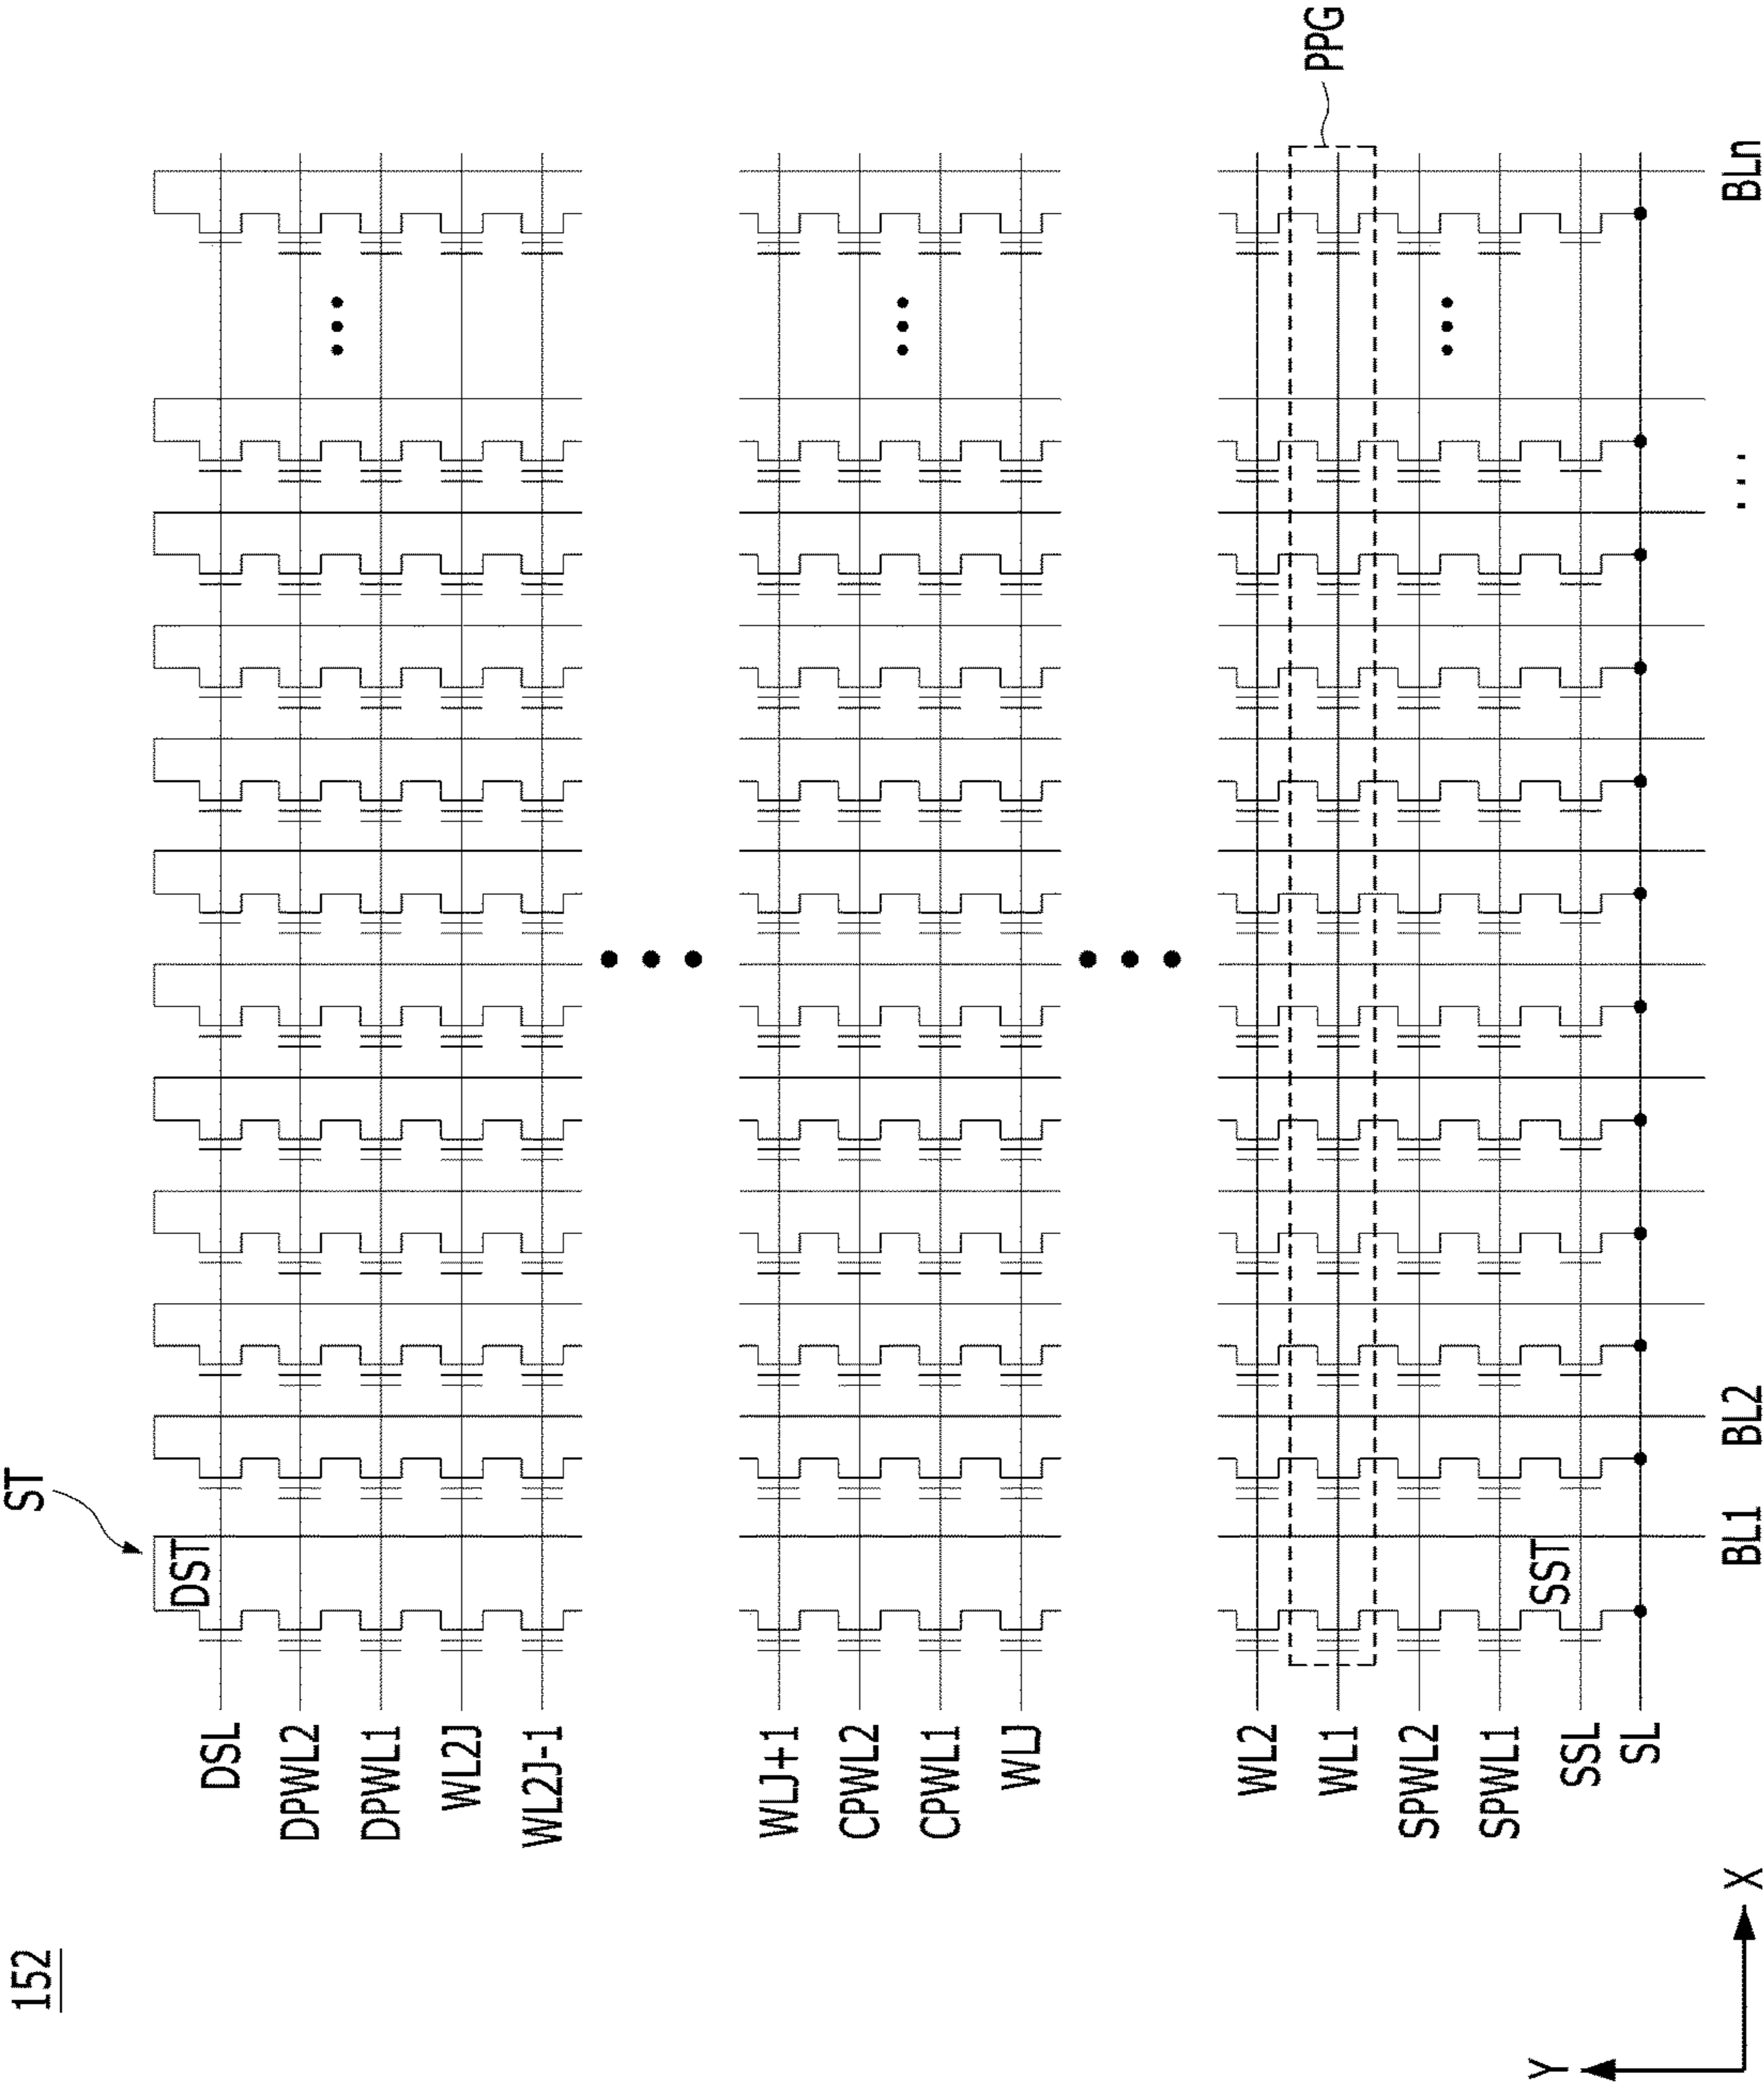 152
ST
DST
DSL
DPWL2
DPWL1
WL2J
WL2J-1
WLJ+1
CPWL2
CPWL1
WLJ
PPG
WL2
WL1
SPWL2
SPWL1
SST
SSL
SL
BL1 BL2 ... BLn
Y
X